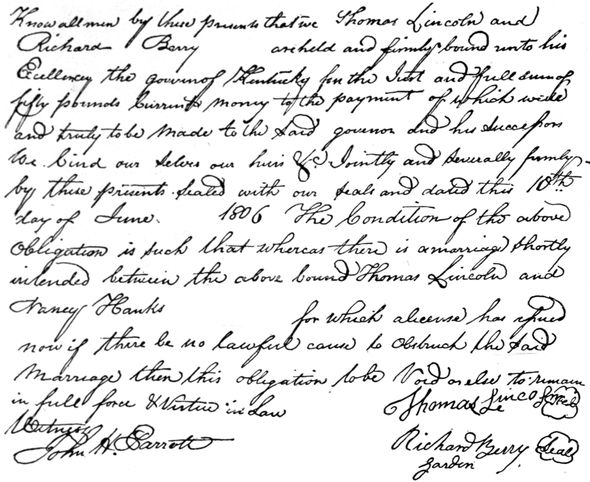 Know all men by these presents that we Thomas Lincoln and
Richard Berry are held and firmly bound unto his
Excellency the governor of Kentucky for the Just and full sum of
fifty pounds Current money to the payment of which well
and truly to be made to the said govenor and his successors
We bind our selves our heirs &c Jointly and severally firmly
by these presents sealed with our seals and dated this 10th
day of June. 1806 The Condition of the above
Obligation is such that whereas there is a marriage shortly
intended between the above bound Thomas Lincoln and
Nancy Hanks for which a license has issued
now if there be no lawful cause to obstruct the said
marriage then this obligation to be Void or else to remain
in full force & virtue in Law
Thomas Lincoln Seal
Witness
John H. Parrott
Richard Berry Seal
Garden